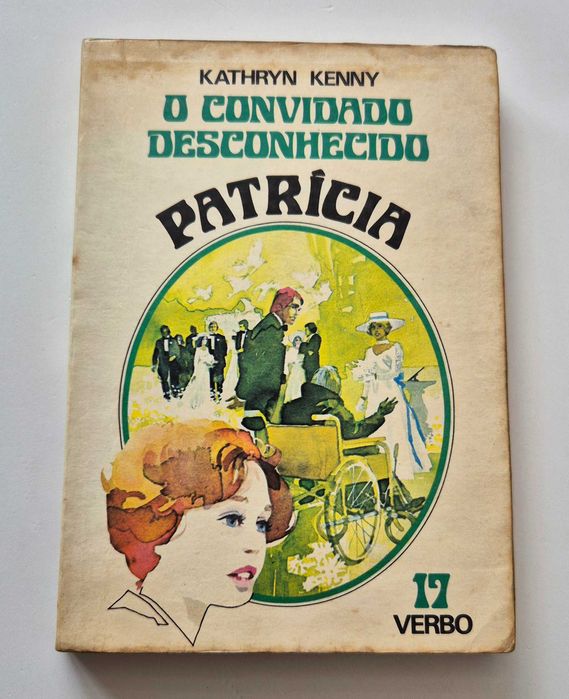 KATHRYN KENNY
O CONVIDADO
DESCONHECIDO
PATRÍCIA
17
VERBO